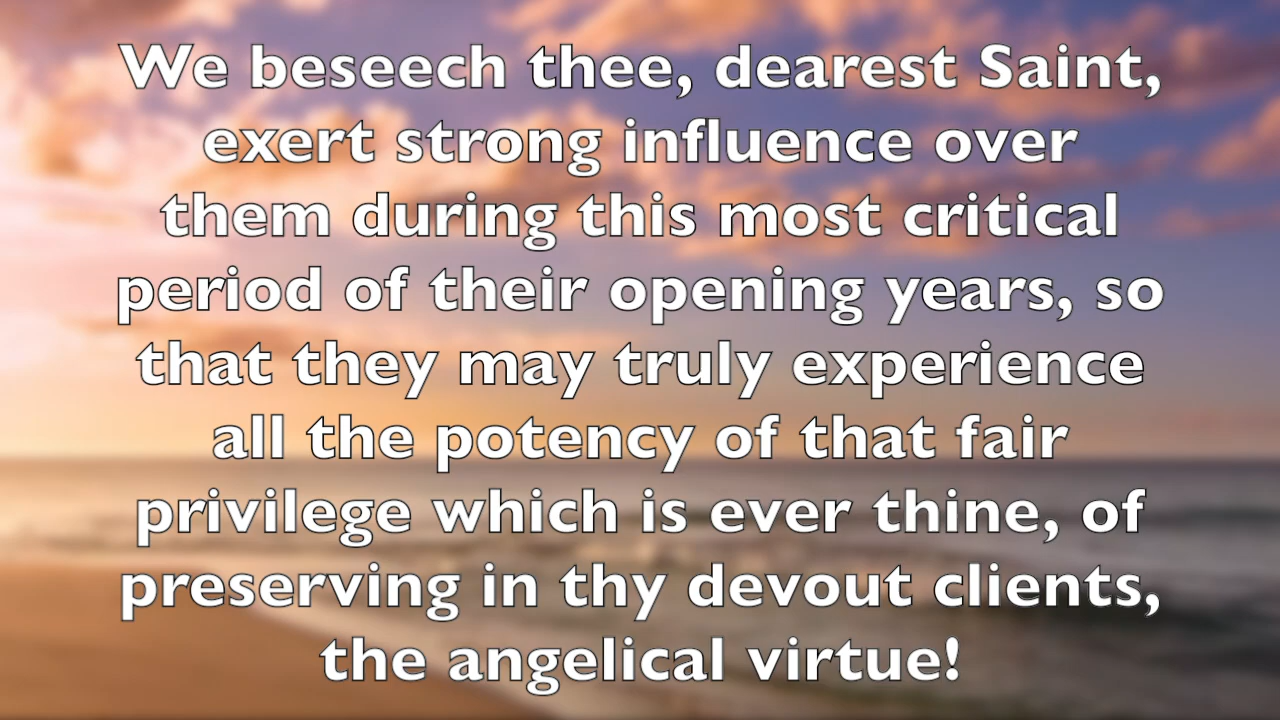 We beseech thee, dearest Saint,
exert strong influence over
them during this most critical
period of their opening years, so
that they may truly experience
all the potency of that fair
privilege which is ever thine, of
preserving in thy devout clients,
the angelical virtue!